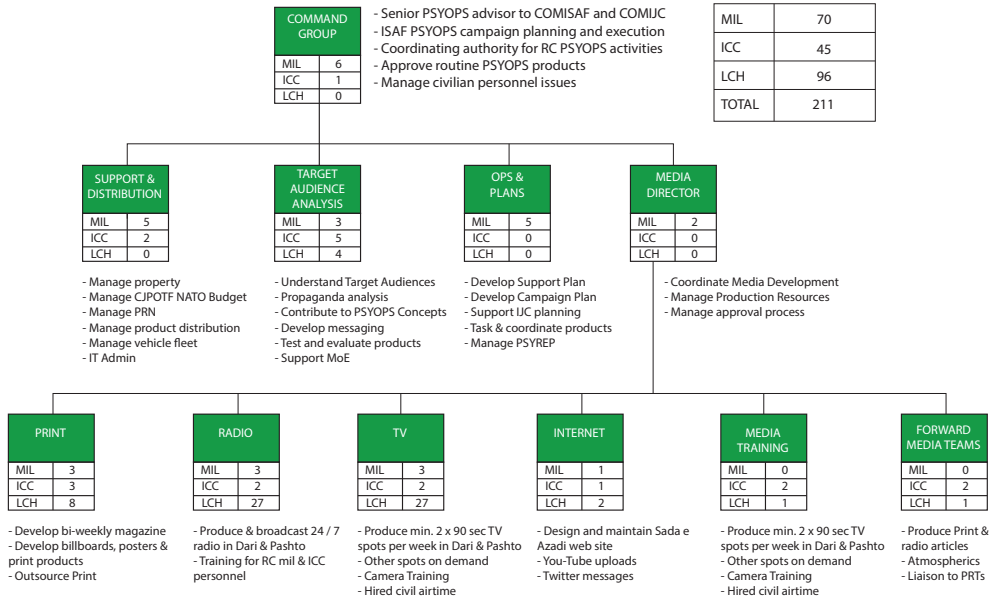 COMMAND
GROUP
MIL 6
ICC 1
LCH 0
- Senior PSYOPS advisor to COMISAF and COMIJC
- ISAF PSYOPS campaign planning and execution
- Coordinating authority for RC PSYOPS activities
- Approve routine PSYOPS products
- Manage civilian personnel issues
MIL 70
ICC 45
LCH 96
TOTAL 211
SUPPORT &
DISTRIBUTION
MIL 5
ICC 2
LCH 0
- Manage property
- Manage CJPOTF NATO Budget
- Manage PRN
- Manage product distribution
- Manage vehicle fleet
- IT Admin
TARGET
AUDIENCE
ANALYSIS
MIL 3
ICC 5
LCH 4
- Understand Target Audiences
- Propaganda analysis
- Contribute to PSYOPS Concepts
- Develop messaging
- Test and evaluate products
- Support MoE
OPS &
PLANS
MIL 5
ICC 0
LCH 0
- Develop Support Plan
- Develop Campaign Plan
- Support IJC planning
- Task & coordinate products
- Manage PSYREP
MEDIA
DIRECTOR
MIL 2
ICC 0
LCH 0
- Coordinate Media Development
- Manage Production Resources
- Manage approval process
PRINT
MIL 3
ICC 3
LCH 8
- Develop bi-weekly magazine
- Develop billboards, posters &
print products
- Outsource Print
RADIO
MIL 3
ICC 2
LCH 27
- Produce & broadcast 24 / 7
radio in Dari & Pashto
- Training for RC mil & ICC
personnel
TV
MIL 3
ICC 2
LCH 27
- Produce min. 2 x 90 sec TV
spots per week in Dari & Pashto
- Other spots on demand
- Camera Training
- Hired civil airtime
INTERNET
MIL 1
ICC 1
LCH 2
- Design and maintain Sada e
Azadi web site
- You-Tube uploads
- Twitter messages
MEDIA
TRAINING
MIL 0
ICC 2
LCH 1
- Produce min. 2 x 90 sec TV
spots per week in Dari & Pashto
- Other spots on demand
- Camera Training
- Hired civil airtime
FORWARD
MEDIA TEAMS
MIL 0
ICC 2
LCH 1
- Produce Print &
radio articles
- Atmospherics
- Liaison to PRTs